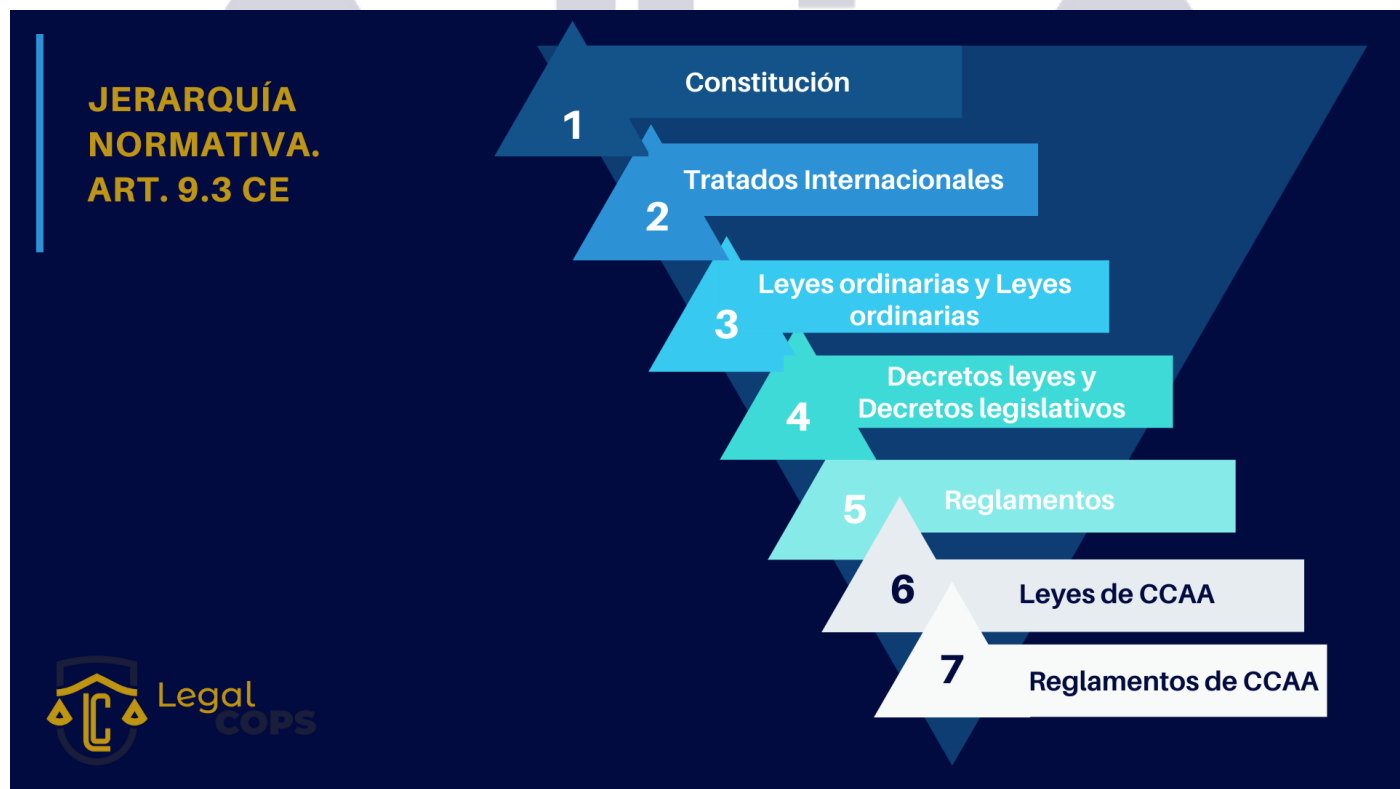 JERARQUÍA
NORMATIVA.
ART. 9.3 CE
1
Constitución
2
Tratados Internacionales
3
Leyes ordinarias y Leyes
ordinarias
4
Decretos leyes y
Decretos legislativos
5
Reglamentos
6
Leyes de CCAA
7
Reglamentos de CCAA
LC
Legal
COPS